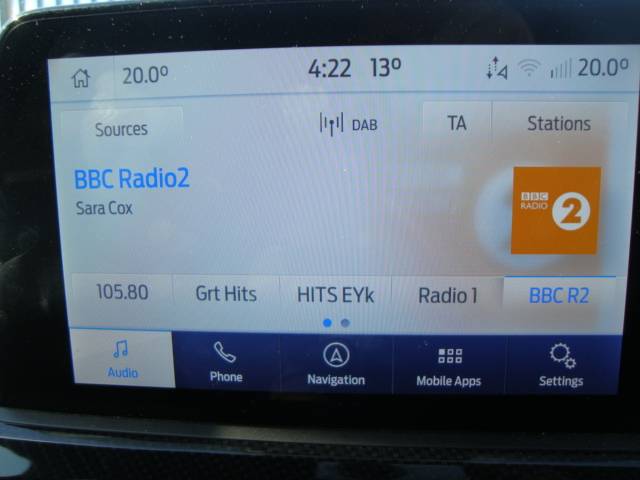 20.0° 4:22 13° 20.0°
Sources DAB TA Stations
BBC Radio2
Sara Cox
BBC
RADIO 2
105.80 Grt Hits HITS EYk Radio 1 BBC R2
Audio Phone Navigation Mobile Apps Settings